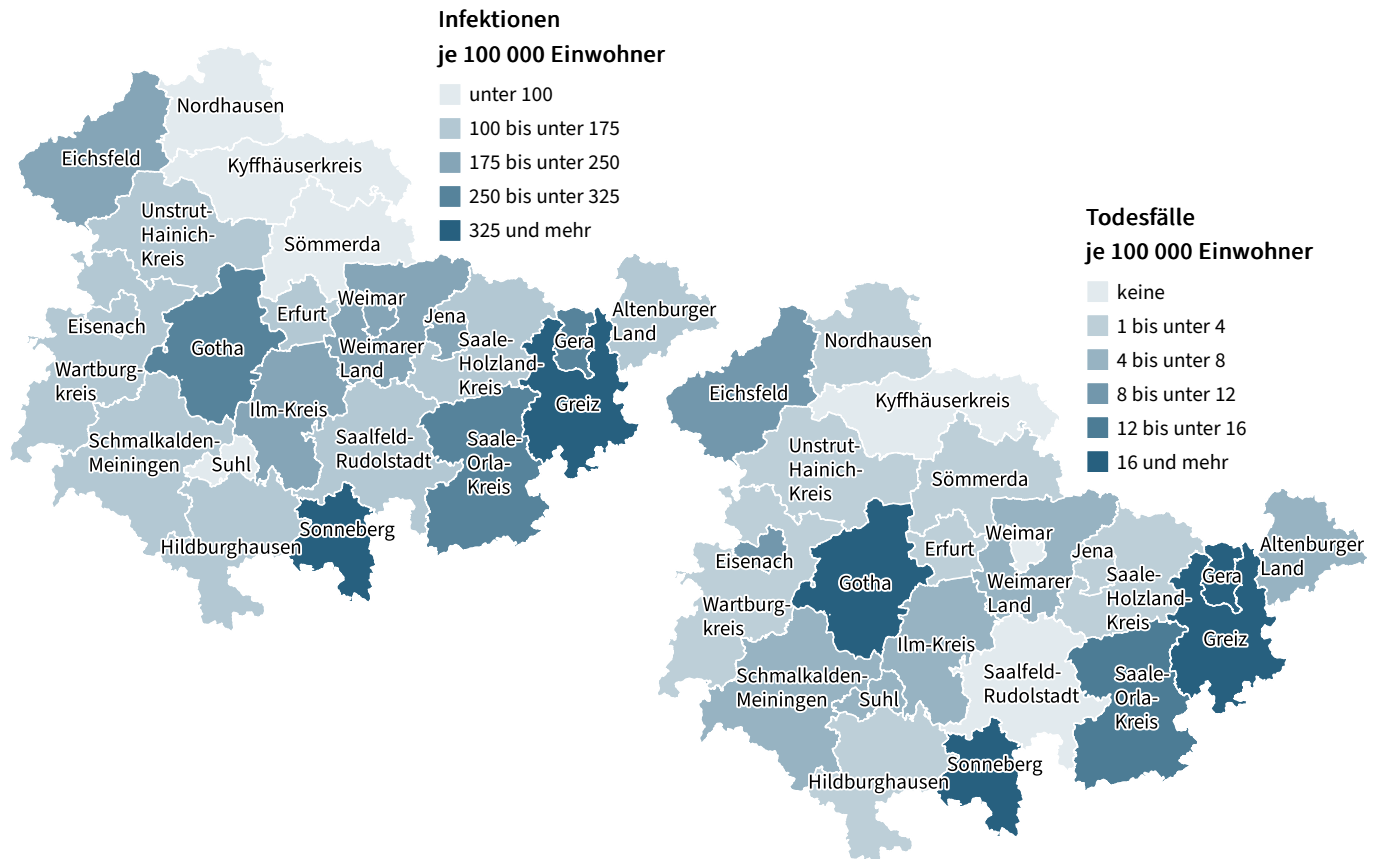 Infektionen
je 100 000 Einwohner
unter 100
100 bis unter 175
175 bis unter 250
250 bis unter 325
325 und mehr
Nordhausen
Eichsfeld
Kyffhäuserkreis
Unstrut-
Hainich-
Kreis
Sömmerda
Eisenach
Gotha
Erfurt
Weimar
Jena
Weimarer
Land
Saale-
Holzland-
Kreis
Gera
Altenburger
Land
Wartburg-
kreis
Ilm-Kreis
Greiz
Schmalkalden-
Meiningen
Suhl
Saalfeld-
Rudolstadt
Saale-
Orla-
Kreis
Sonneberg
Hildburghausen
Todesfälle
je 100 000 Einwohner
keine
1 bis unter 4
4 bis unter 8
8 bis unter 12
12 bis unter 16
16 und mehr
Nordhausen
Eichsfeld
Kyffhäuserkreis
Unstrut-
Hainich-
Kreis
Sömmerda
Eisenach
Gotha
Erfurt
Weimar
Jena
Weimarer
Land
Saale-
Holzland-
Kreis
Gera
Altenburger
Land
Wartburg-
kreis
Ilm-Kreis
Greiz
Schmalkalden-
Meiningen
Suhl
Saalfeld-
Rudolstadt
Saale-
Orla-
Kreis
Sonneberg
Hildburghausen